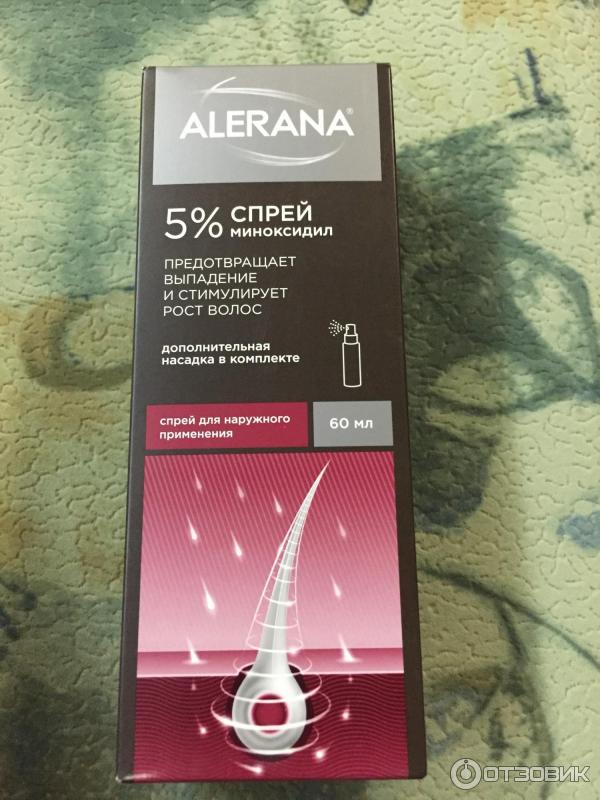 ALERANA®
5% СПРЕЙ
МИНОКСИДИЛ
ПРЕДОТВРАЩАЕТ
ВЫПАДЕНИЕ
И СТИМУЛИРУЕТ
РОСТ ВОЛОС
дополнительная
насадка в комплекте
спрей для наружного
применения
60 мл
ОТЗОВИК